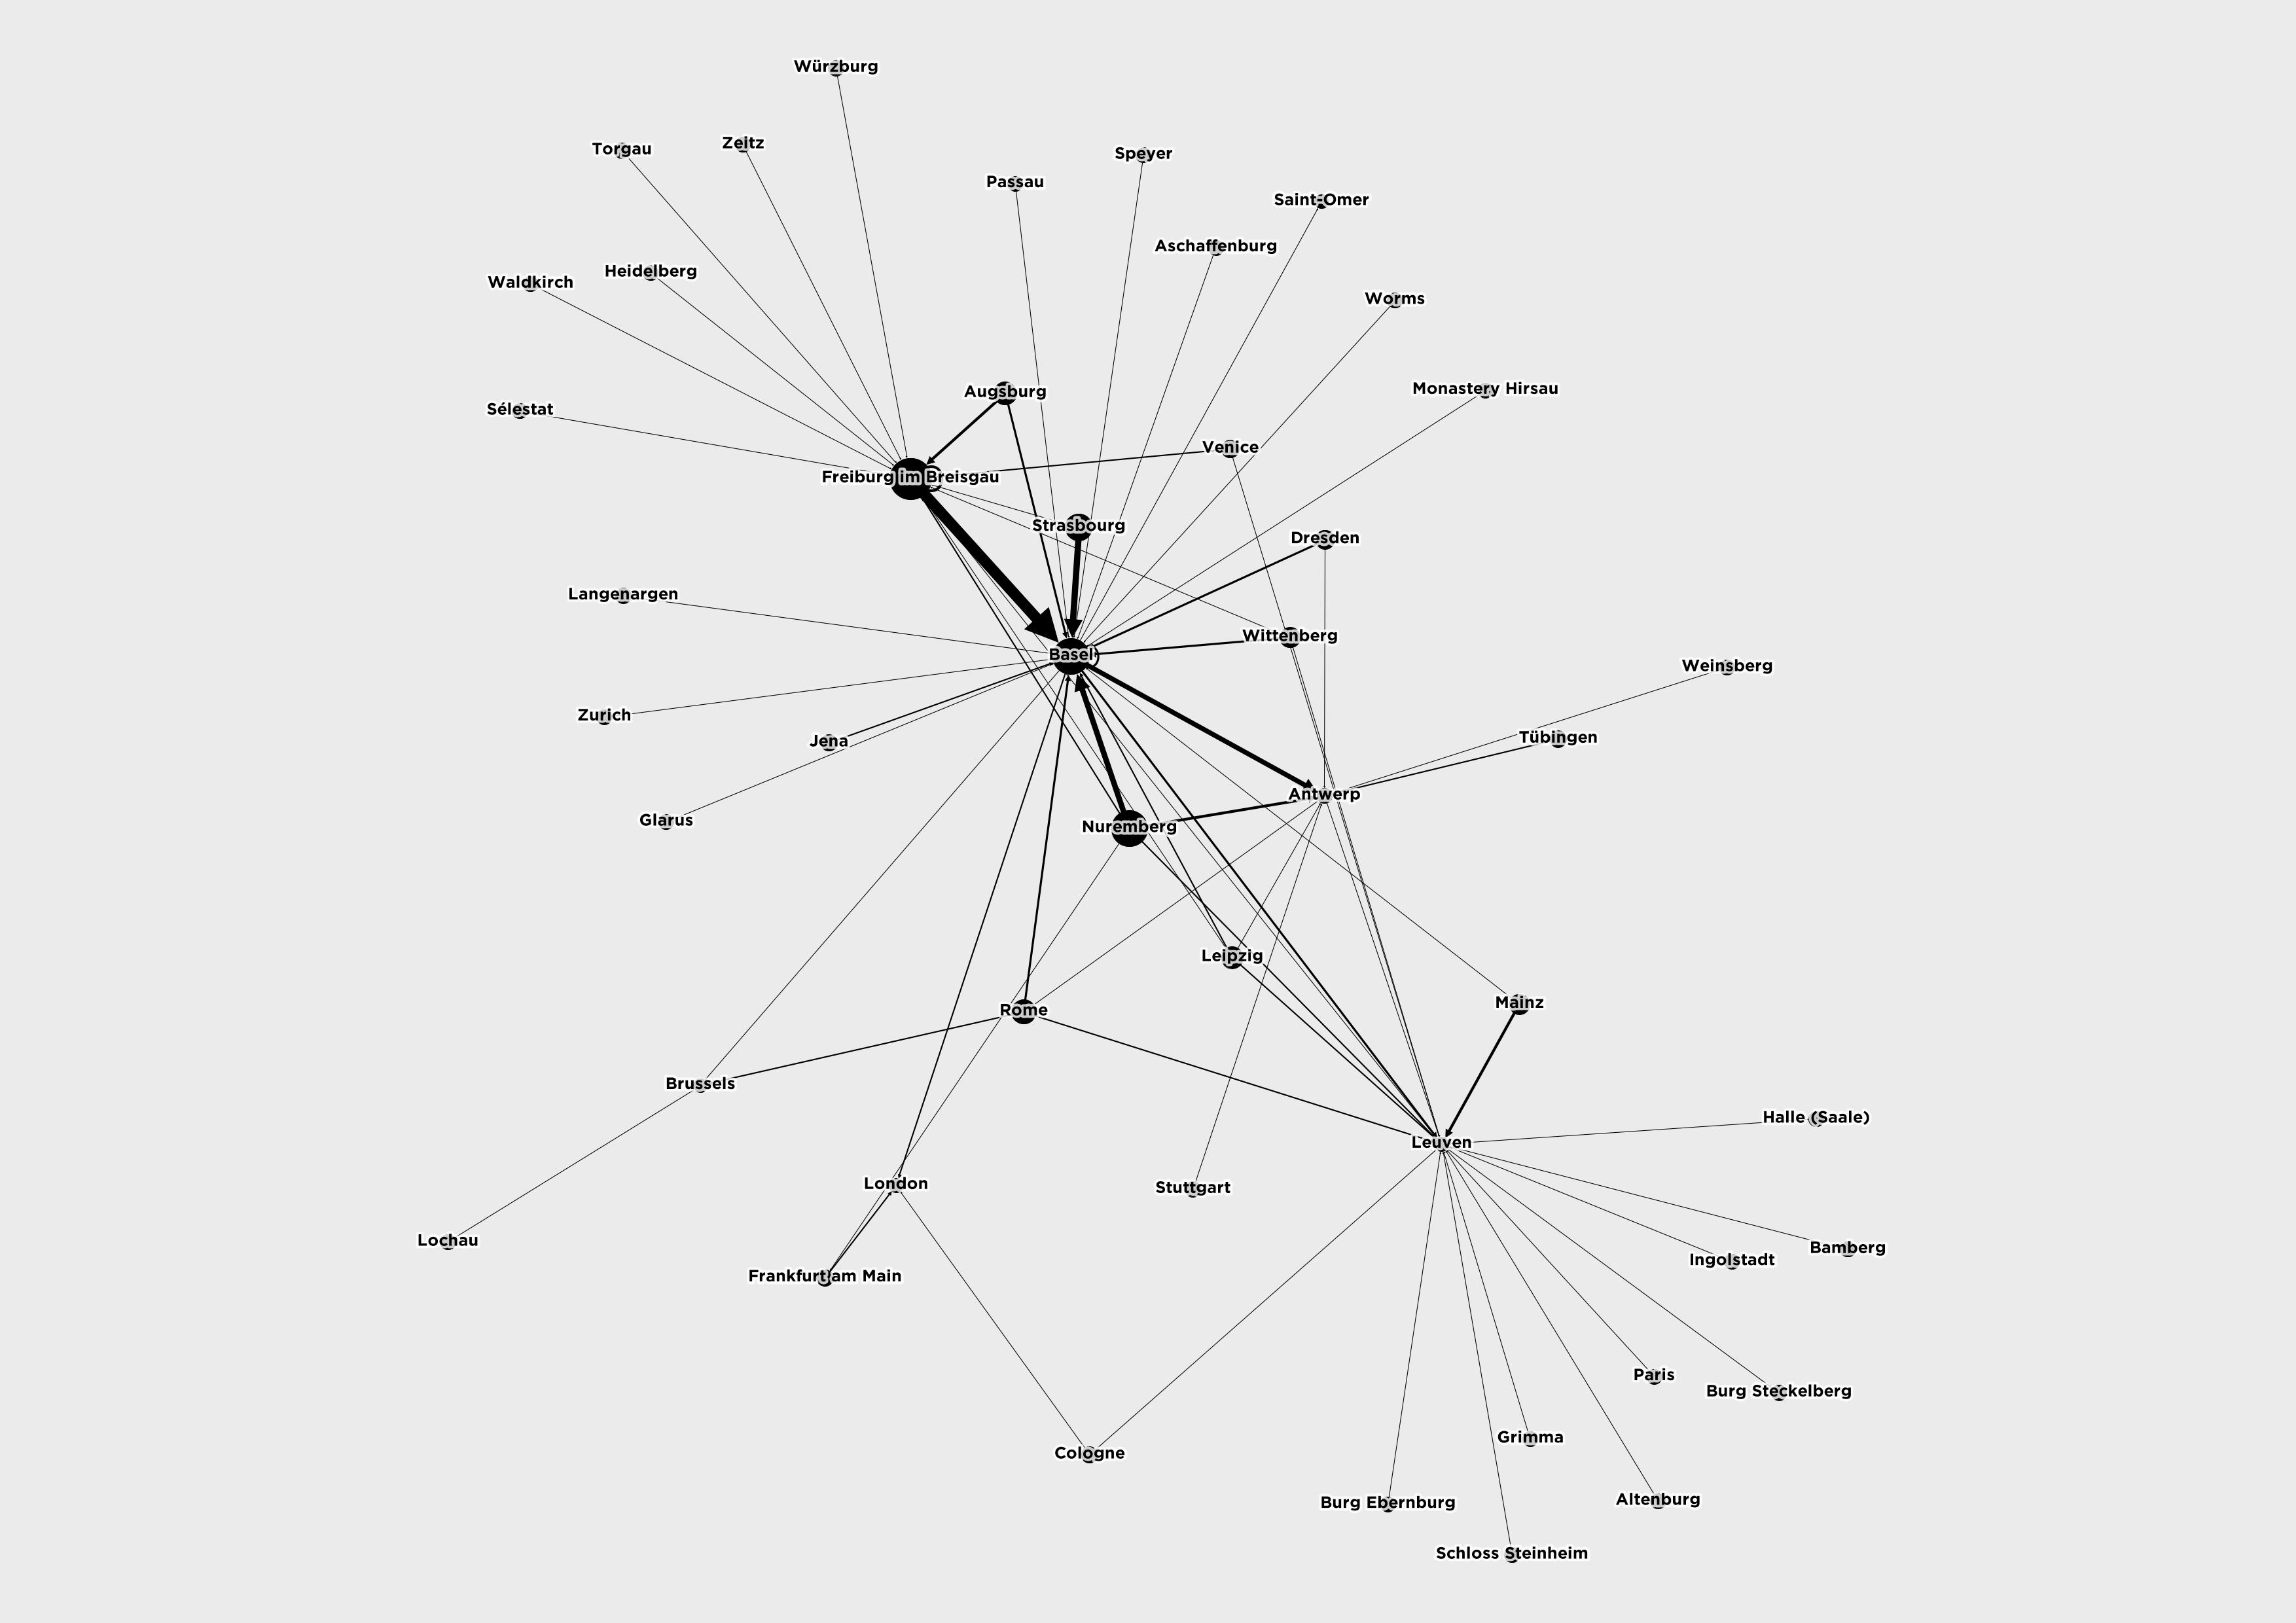 Würzburg
Zeitz
Torgau
Speyer
Passau
Saint-Omer
Aschaffenburg
Heidelberg
Waldkirch
Worms
Monastery Hirsau
Augsburg
Sélestat
Venice
Freiburg im Breisgau
Strasbourg
Dresden
Langenargen
Wittenberg
Basel
Weinsberg
Zurich
Tübingen
Jena
Antwerp
Glarus
Nuremberg
Leipzig
Mainz
Rome
Brussels
Halle (Saale)
Leuven
London
Stuttgart
Lochau
Bamberg
Ingolstadt
Frankfurt am Main
Paris
Burg Steckelberg
Grimma
Cologne
Altenburg
Burg Ebernburg
Schloss Steinheim